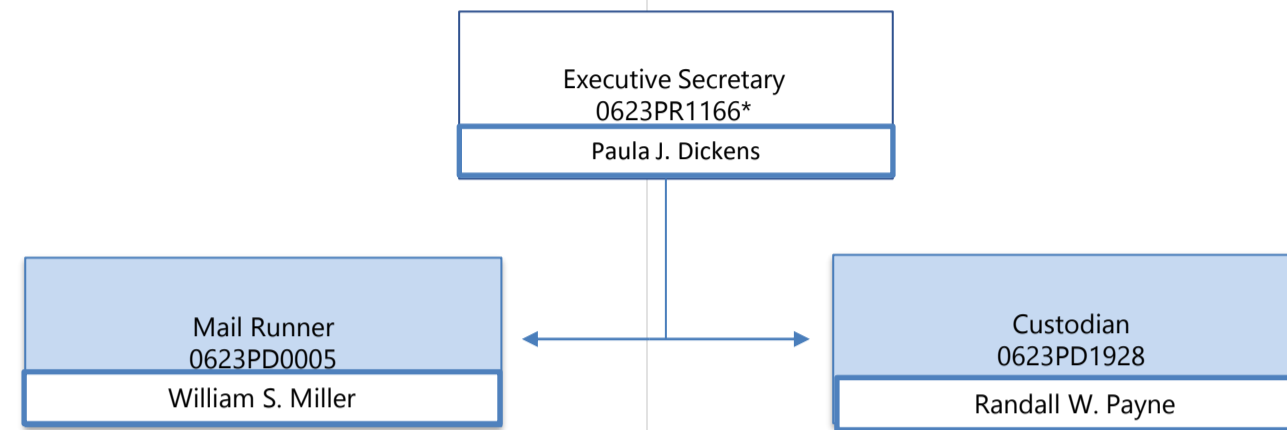 Executive Secretary
0623PR1166*
Paula J. Dickens
Mail Runner
0623PD0005
William S. Miller
Custodian
0623PD1928
Randall W. Payne